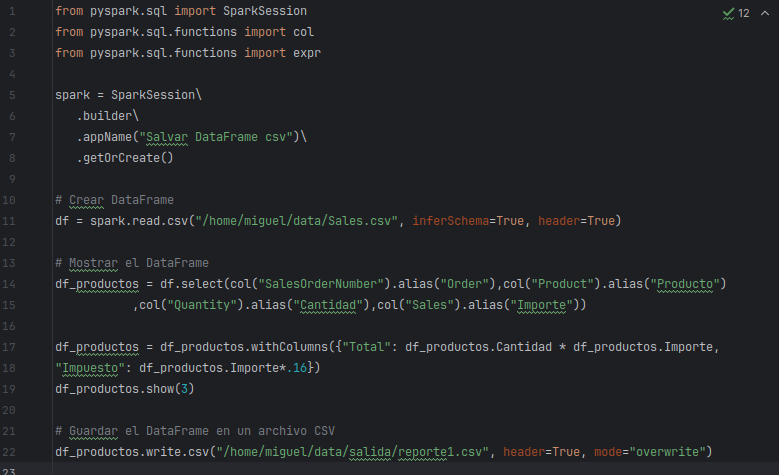 1 from pyspark.sql import SparkSession
2 from pyspark.sql.functions import col
3 from pyspark.sql.functions import expr
4
5 spark = SparkSession\
6 .builder\
7 .appName("Salvar DataFrame csv")\
8 .getOrCreate()
9
10 # Crear DataFrame
11 df = spark.read.csv("/home/miguel/data/Sales.csv", inferSchema=True, header=True)
12
13 # Mostrar el DataFrame
14 df_productos = df.select(col("SalesOrderNumber").alias("Order"),col("Product").alias("Producto")
15 ,col("Quantity").alias("Cantidad"),col("Sales").alias("Importe"))
16
17 df_productos = df_productos.withColumns({"Total": df_productos.Cantidad * df_productos.Importe,
18 "Impuesto": df_productos.Importe*.16})
19 df_productos.show(3)
20
21 # Guardar el DataFrame en un archivo CSV
22 df_productos.write.csv("/home/miguel/data/salida/reporte1.csv", header=True, mode="overwrite")
23
12